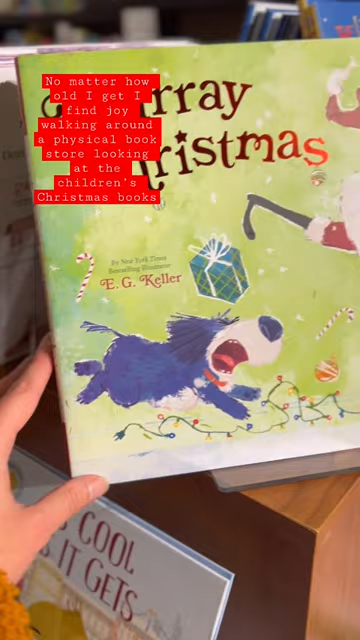 No matter how
old I get I
find joy
walking around
a physical book
store looking
at the
children's
Christmas books
rray
ristmas
By New York Times
Bestselling Illustrator
E. G. Keller
COOL
IT GETS